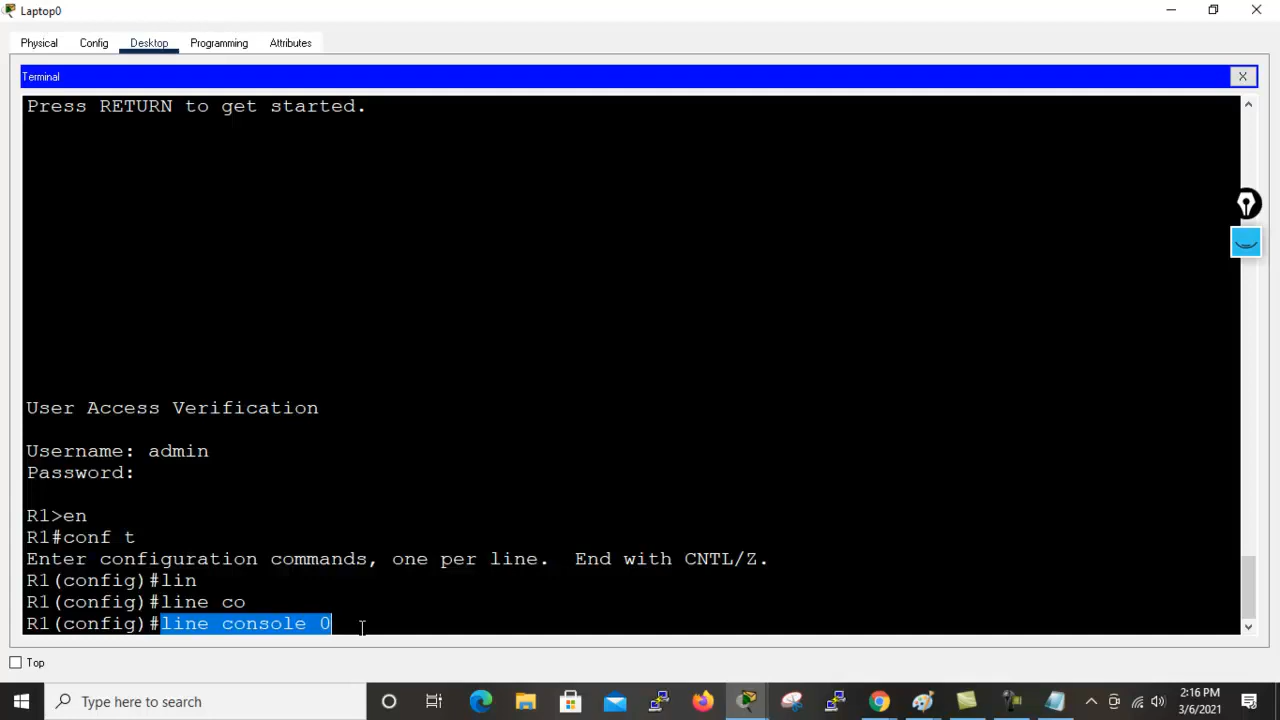 Laptop0
Physical Config Desktop Programming Attributes
Terminal X
Press RETURN to get started.
User Access Verification
Username: admin
Password:
R1>en
R1#conf t
Enter configuration commands, one per line.  End with CNTL/Z.
R1(config)#lin
R1(config)#line co
R1(config)#line console 0
Top
Type here to search
2:16 PM
3/6/2021